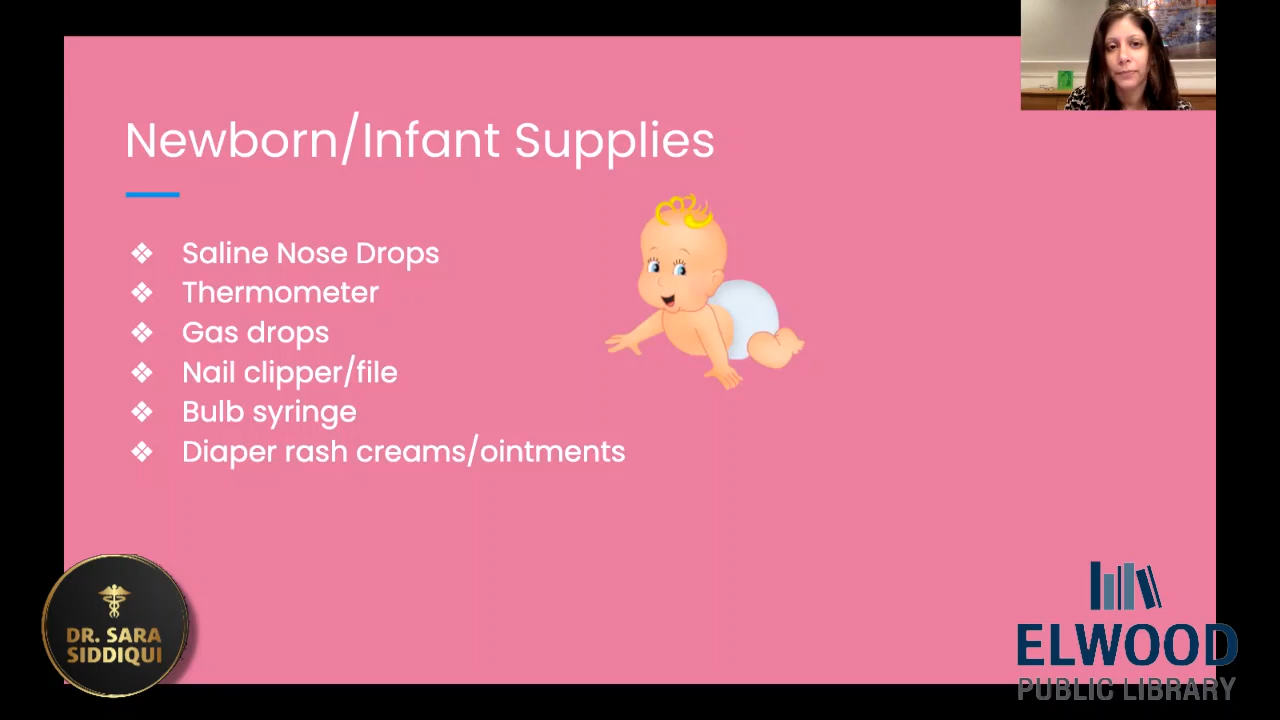 Newborn/Infant Supplies
❖ Saline Nose Drops
❖ Thermometer
❖ Gas drops
❖ Nail clipper/file
❖ Bulb syringe
❖ Diaper rash creams/ointments
DR. SARA
SIDDIQUI
ELWOOD
PUBLIC LIBRARY